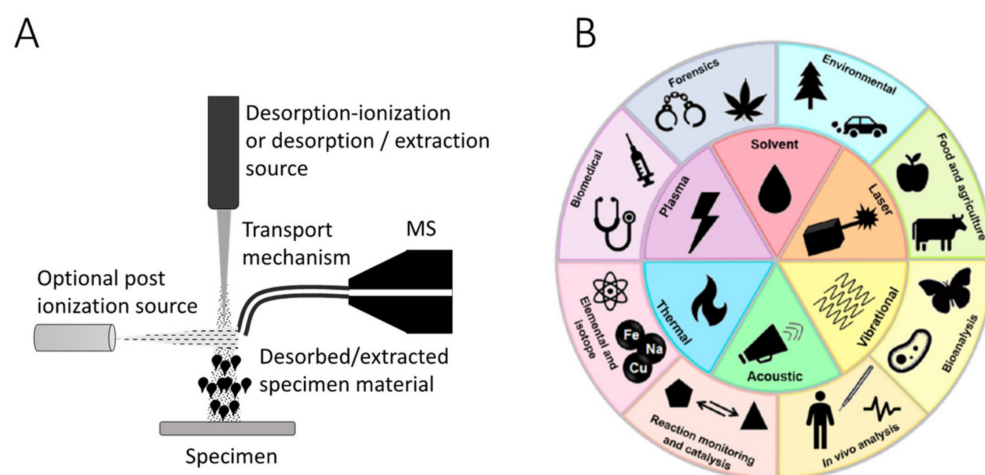 A
Desorption-ionization
or desorption / extraction
source
Transport
mechanism
MS
Optional post
ionization source
Desorbed/extracted
specimen material
Specimen
B
Forensics
Environmental
Food and agriculture
Bioanalysis
In vivo analysis
Reaction monitoring
and catalysis
Elemental and
isotope
Fe
Na
Cu
Biomedical
Solvent
Laser
Vibrational
Acoustic
Thermal
Plasma